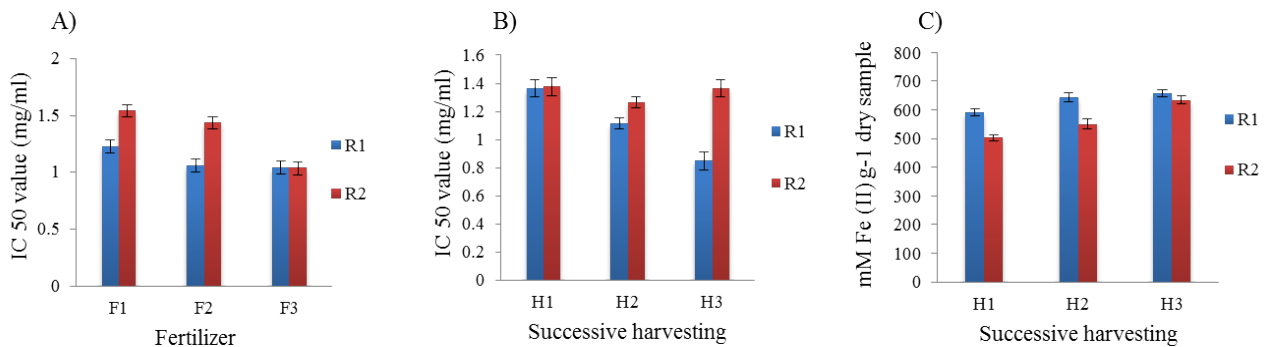 A)
IC 50 value (mg/ml)
2
1.5
1
0.5
0
F1 F2 F3
Fertilizer
R1
R2
B)
IC 50 value (mg/ml)
1.6
1.4
1.2
1
0.8
0.6
0.4
0.2
0
H1 H2 H3
Successive harvesting
R1
R2
C)
mM Fe (II) g-1 dry sample
800
700
600
500
400
300
200
100
0
H1 H2 H3
Successive harvesting
R1
R2